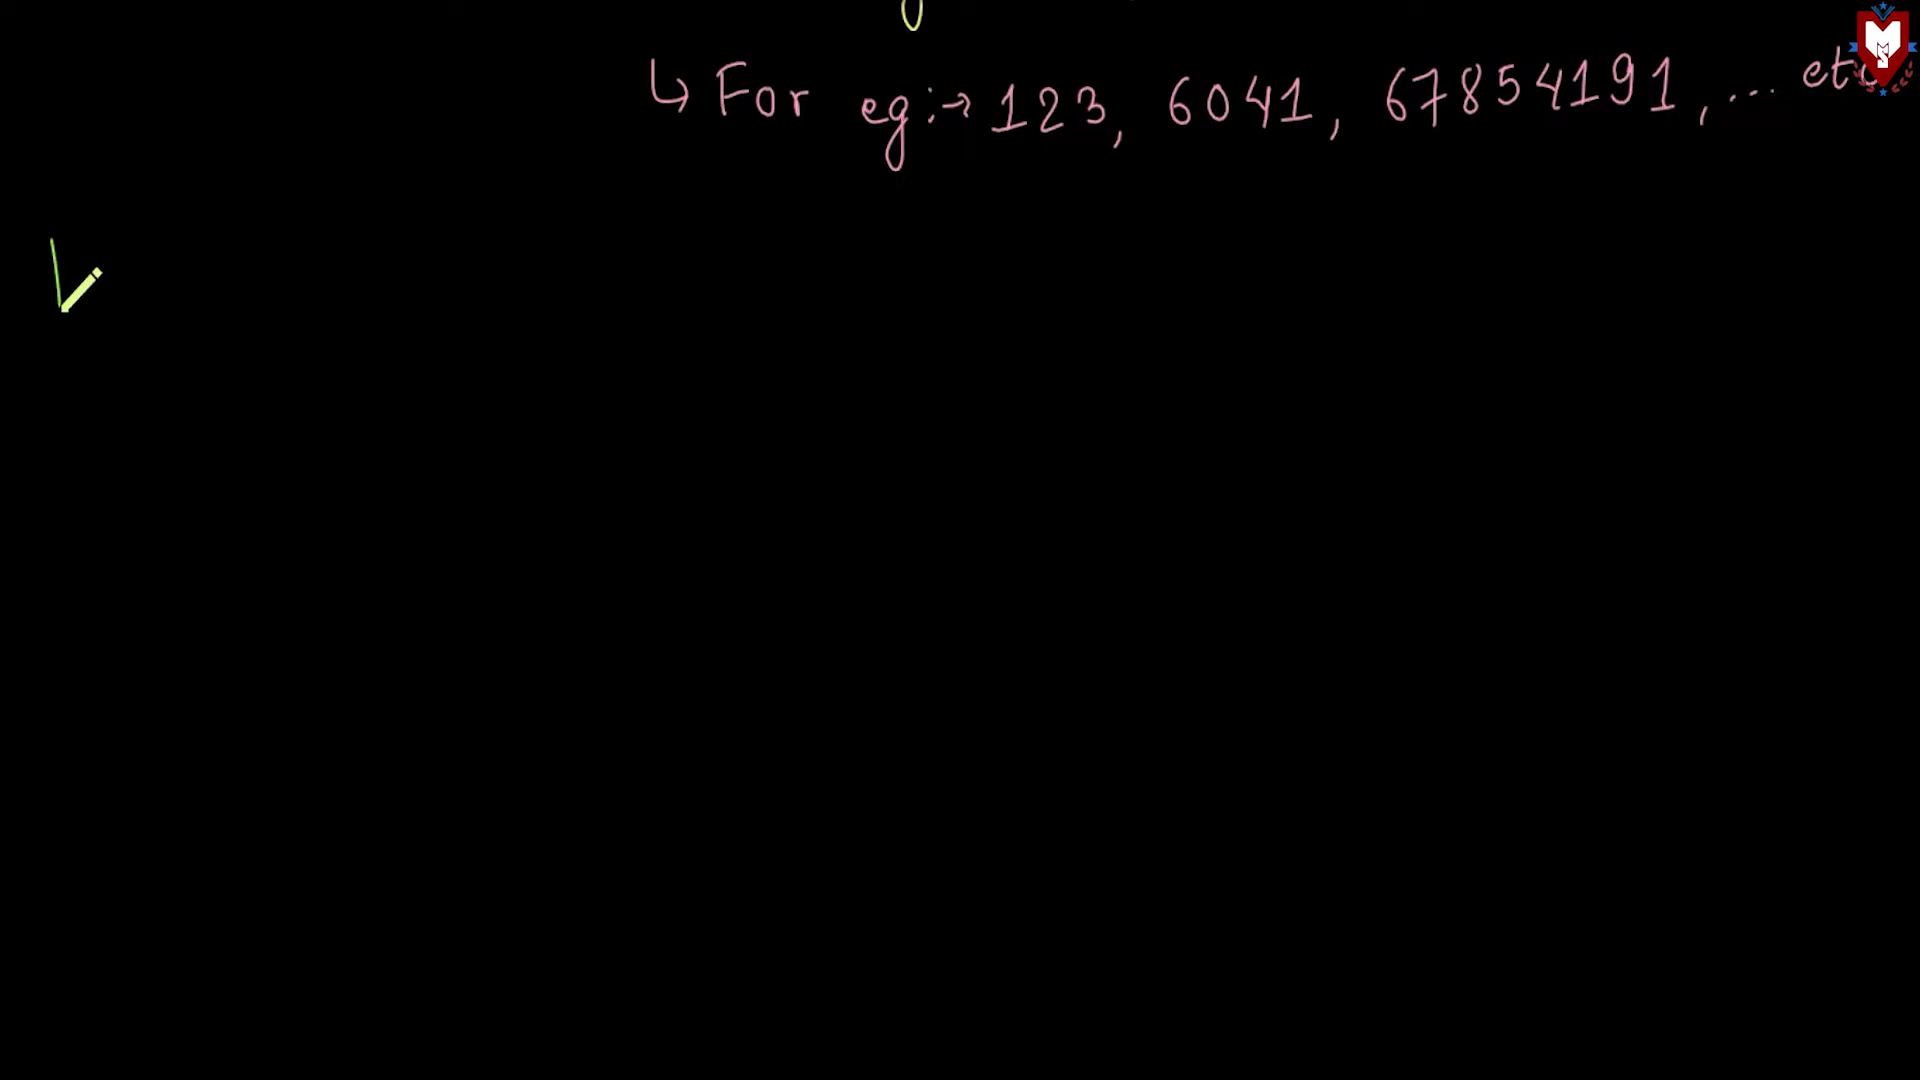 ↳ For eg:→ 123, 6041, 67854191, ... etc